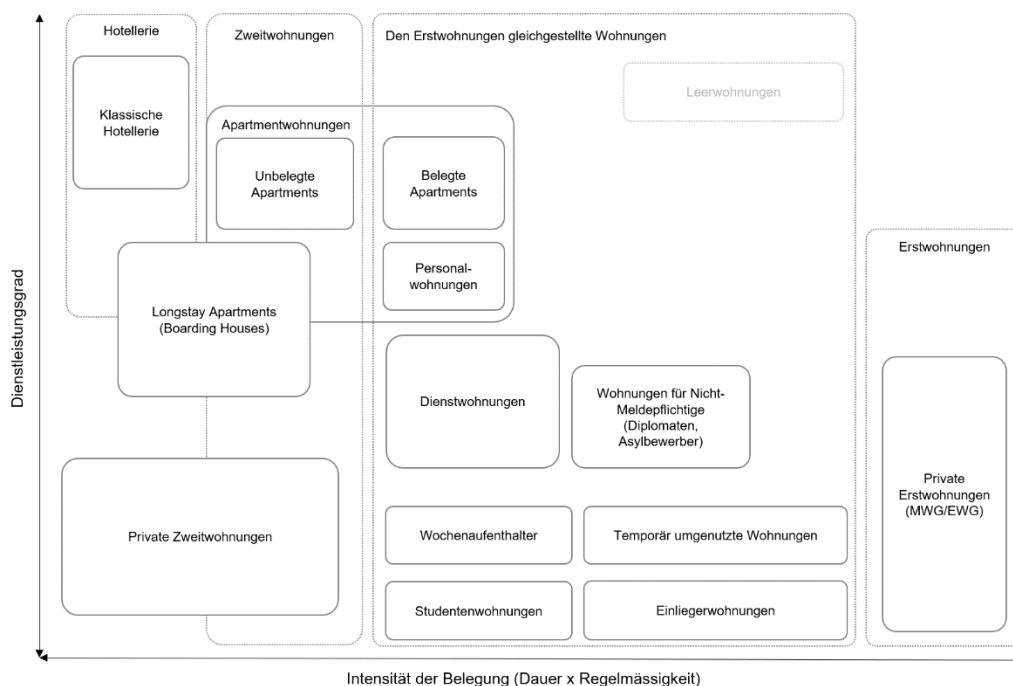 Hotellerie
Zweitwohnungen
Den Erstwohnungen gleichgestellte Wohnungen
Klassische
Hotellerie
Leerwohnungen
Apartmentwohnungen
Unbelegte
Apartments
Belegte
Apartments
Personal-
wohnungen
Erstwohnungen
Longstay Apartments
(Boarding Houses)
Dienstleistungsgrad
Dienstwohnungen
Wohnungen für Nicht-
Meldepflichtige
(Diplomaten,
Asylbewerber)
Private
Erstwohnungen
(MWG/EWG)
Private Zweitwohnungen
Wochenaufenthalter
Temporär umgenutzte Wohnungen
Studentenwohnungen
Einliegerwohnungen
Intensität der Belegung (Dauer x Regelmässigkeit)